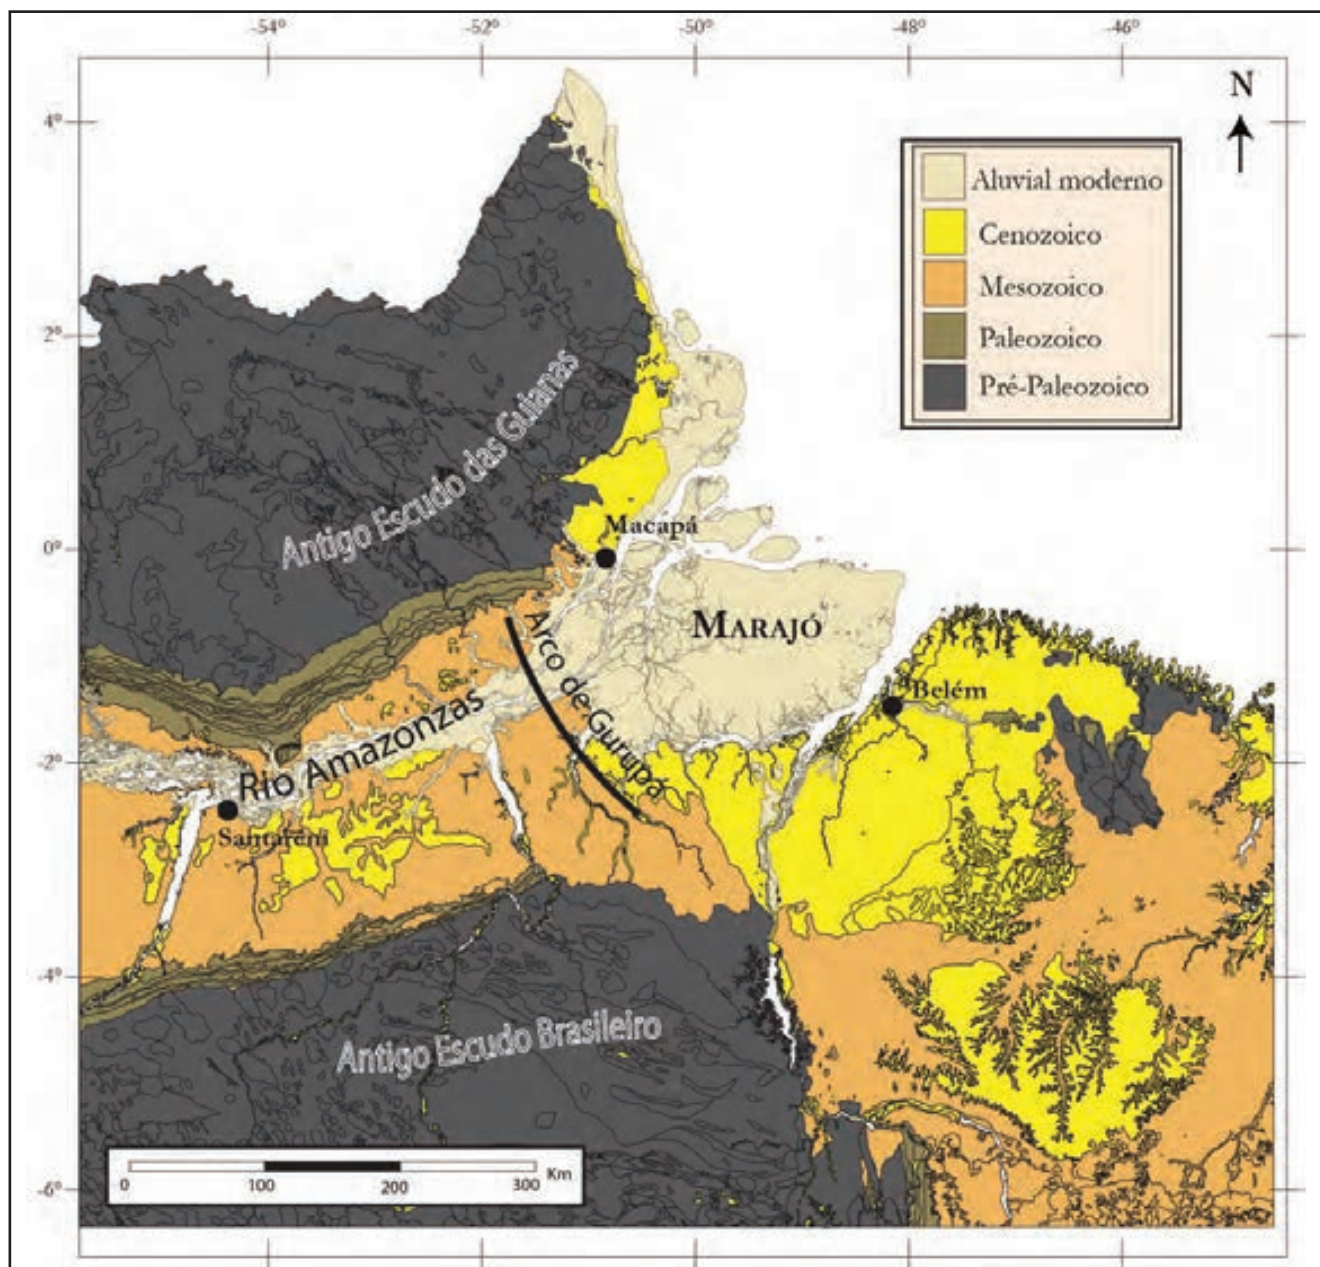 -54° -52° -50° -48° -46°
N
4°
2°
0°
-2°
-4°
-6°
Aluvial moderno
Cenozoico
Mesozoico
Paleozoico
Pré-Paleozoico
Antigo Escudo das Guianas
Macapá
MARAJÓ
Arco de Gurupá
Belém
Rio Amazonzas
Santarém
Antigo Escudo Brasileiro
0 100 200 300 Km